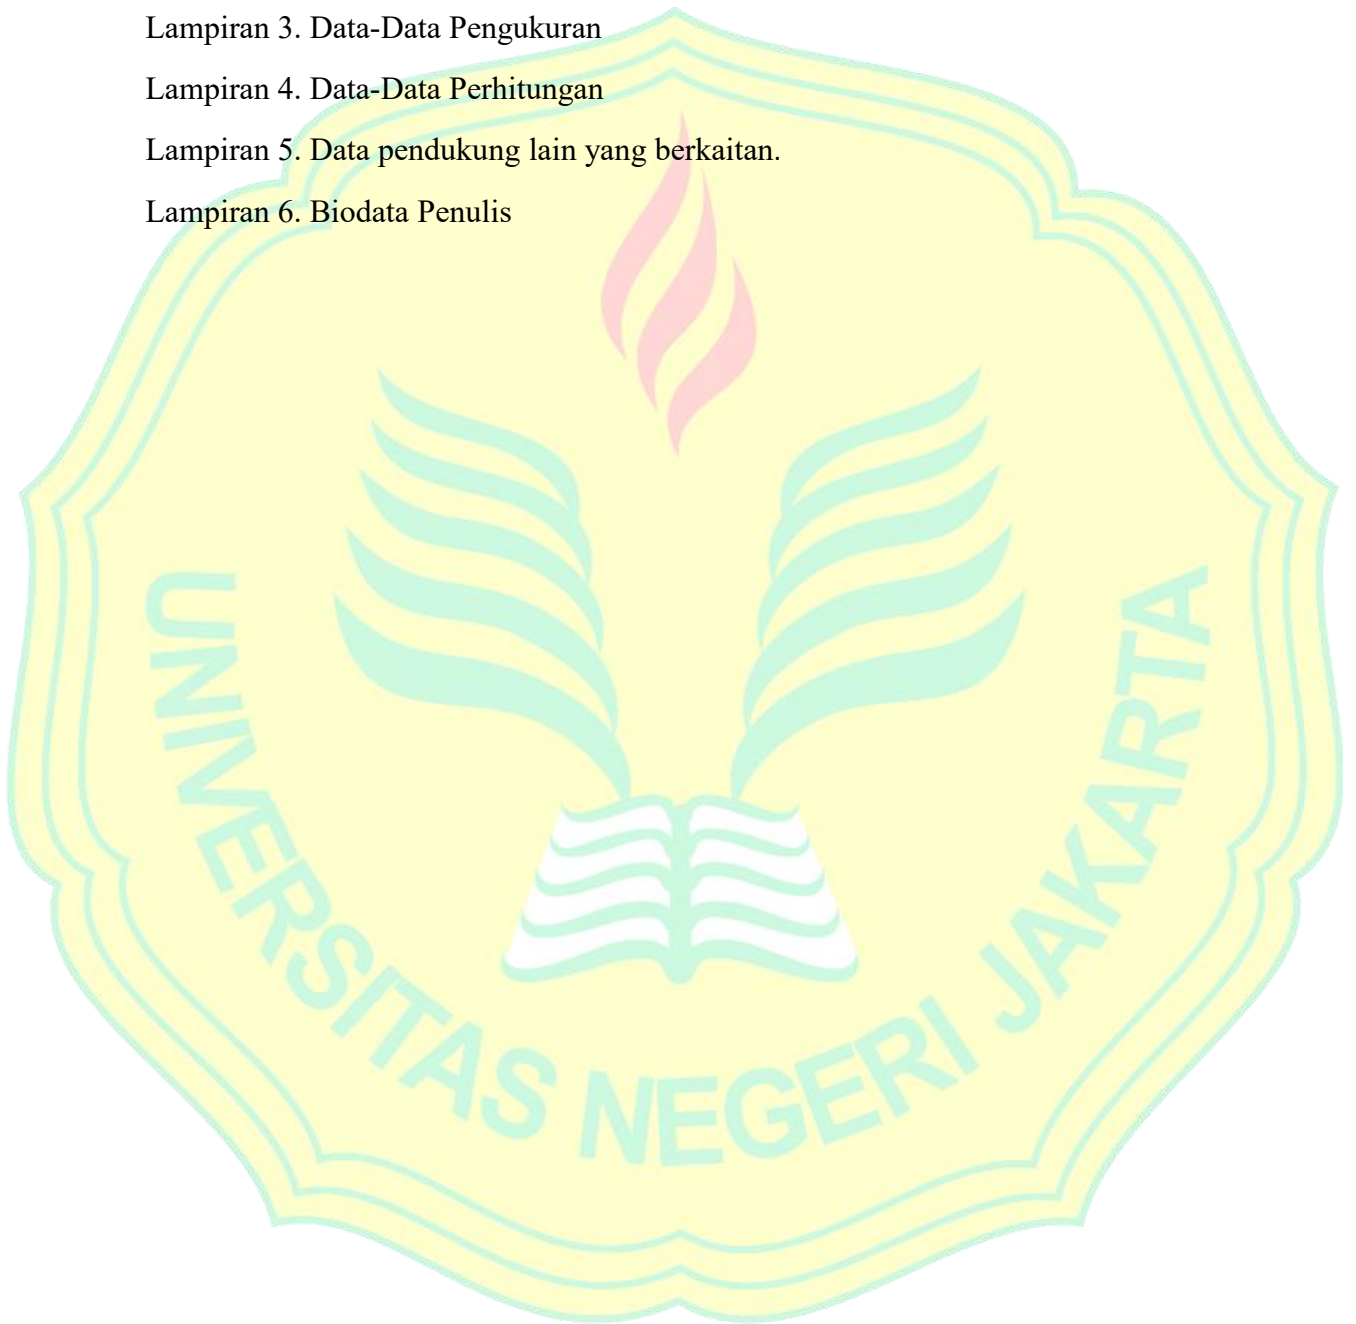 Lampiran 3. Data-Data Pengukuran
Lampiran 4. Data-Data Perhitungan
Lampiran 5. Data pendukung lain yang berkaitan.
Lampiran 6. Biodata Penulis
UNIVERSITAS NEGERI JAKARTA